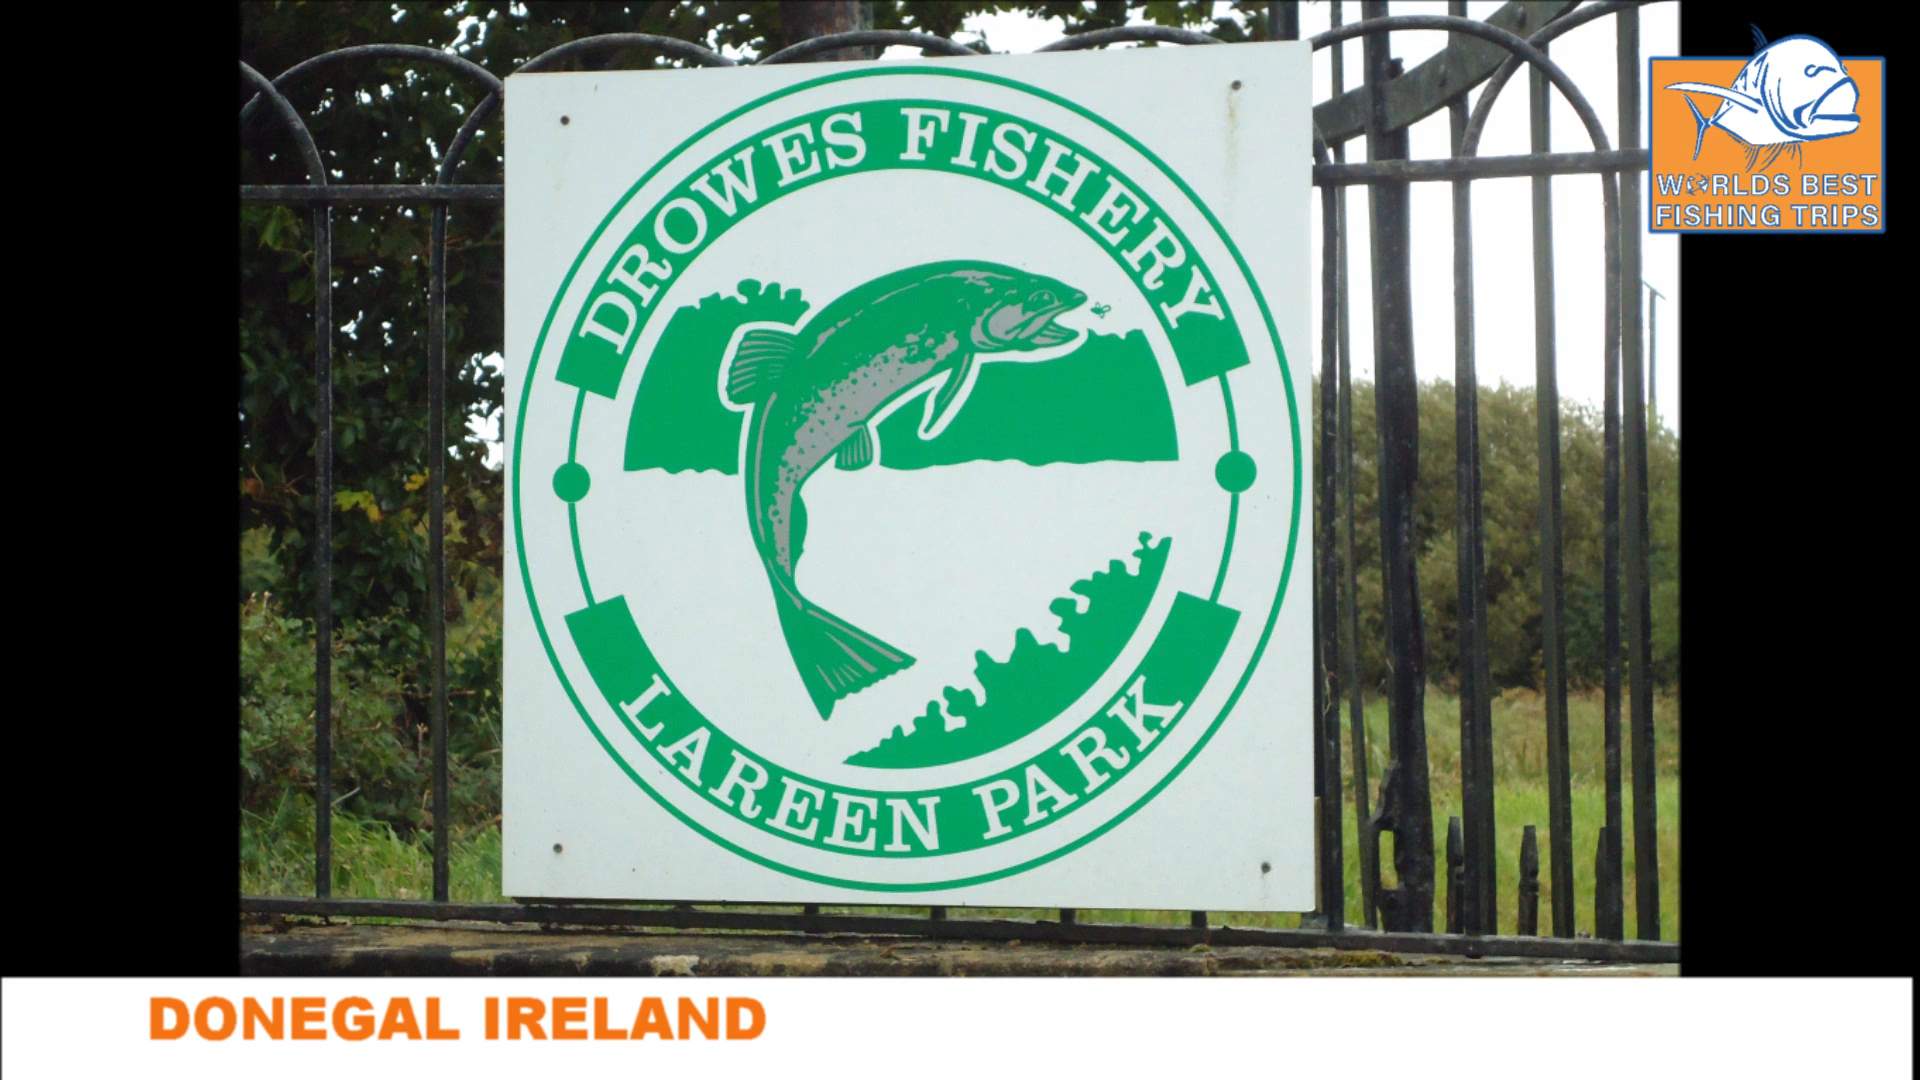 DROWES FISHERY
LAREEN PARK
WORLDS BEST
FISHING TRIPS
DONEGAL IRELAND